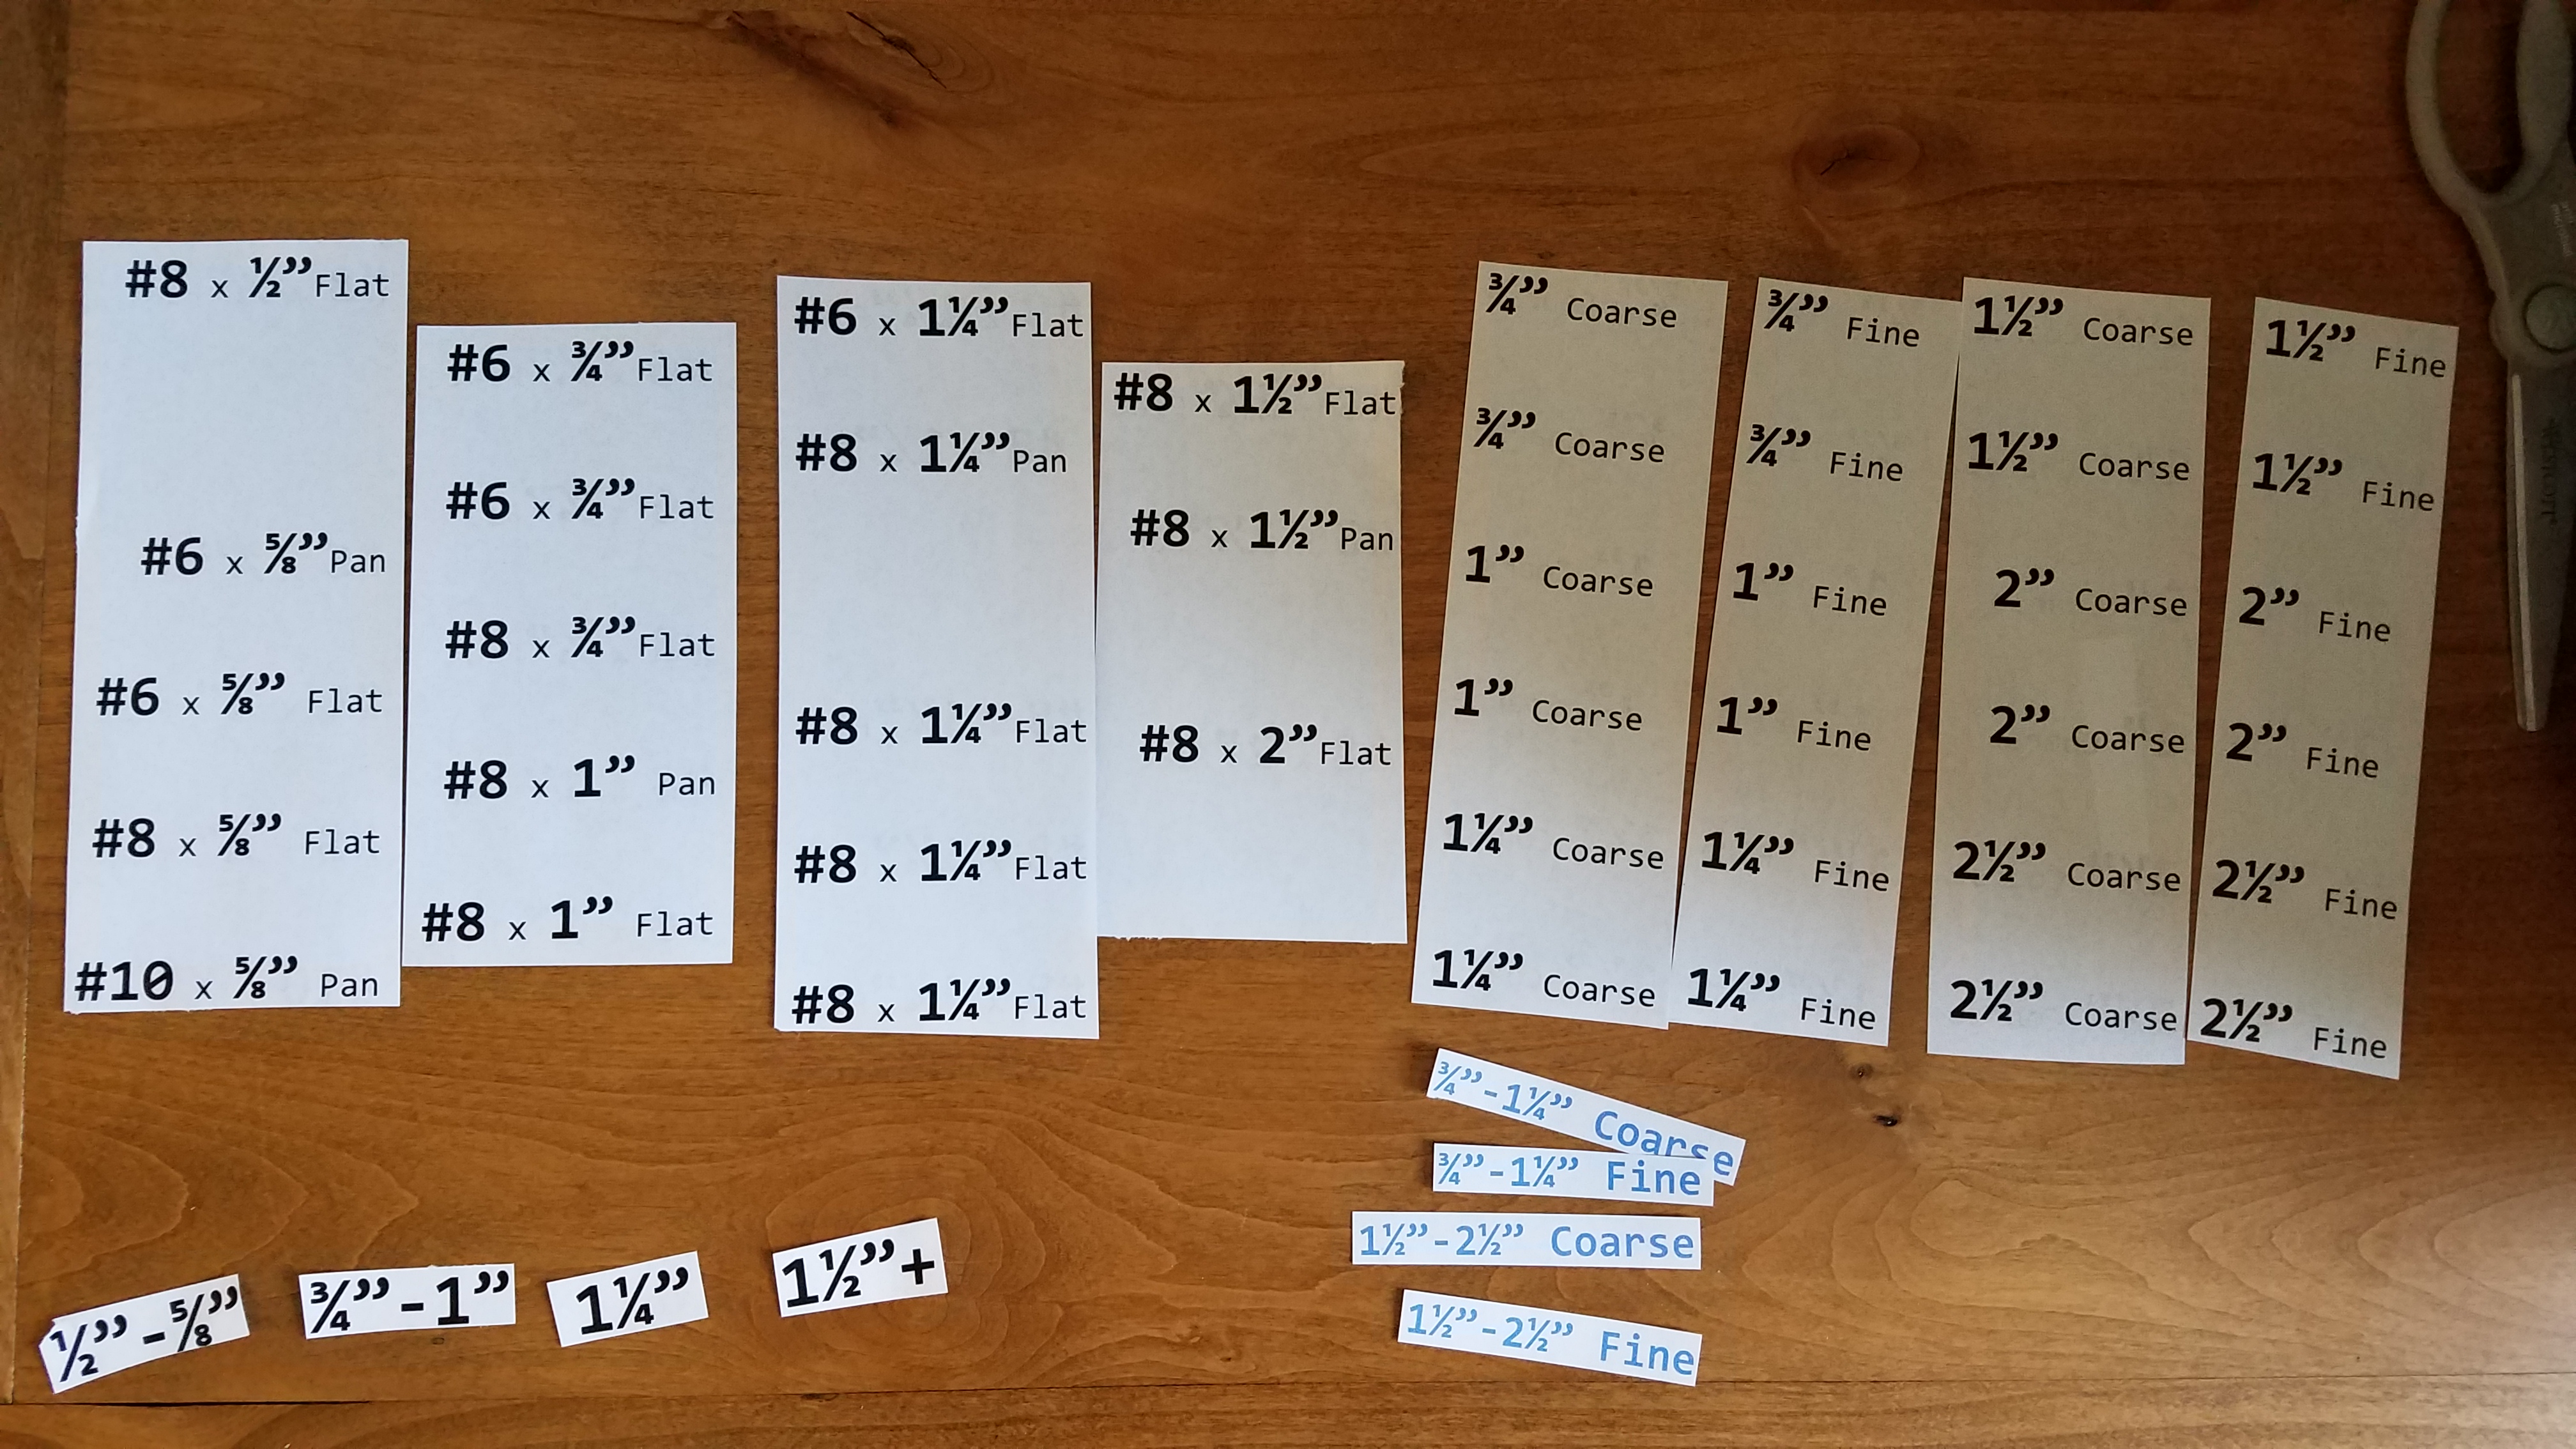 #8 x ½” Flat
#6 x ⅝” Pan
#6 x ⅝” Flat
#8 x ⅝” Flat
#10 x ⅝” Pan
#6 x ¾” Flat
#6 x ¾” Flat
#8 x ¾” Flat
#8 x 1” Pan
#8 x 1” Flat
#6 x 1¼” Flat
#8 x 1¼” Pan
#8 x 1¼” Flat
#8 x 1¼” Flat
#8 x 1¼” Flat
#8 x 1½” Flat
#8 x 1½” Pan
#8 x 2” Flat
¾” Coarse
¾” Coarse
1” Coarse
1” Coarse
1¼” Coarse
1¼” Coarse
¾” Fine
¾” Fine
1” Fine
1” Fine
1¼” Fine
1¼” Fine
1½” Coarse
1½” Coarse
2” Coarse
2” Coarse
2½” Coarse
2½” Coarse
1½” Fine
1½” Fine
2” Fine
2” Fine
2½” Fine
2½” Fine
½” - ⅝”
¾” - 1”
1¼”
1½”+
¾” - 1¼” Coarse
¾” - 1¼” Fine
1½” - 2½” Coarse
1½” - 2½” Fine
WESTCOTT